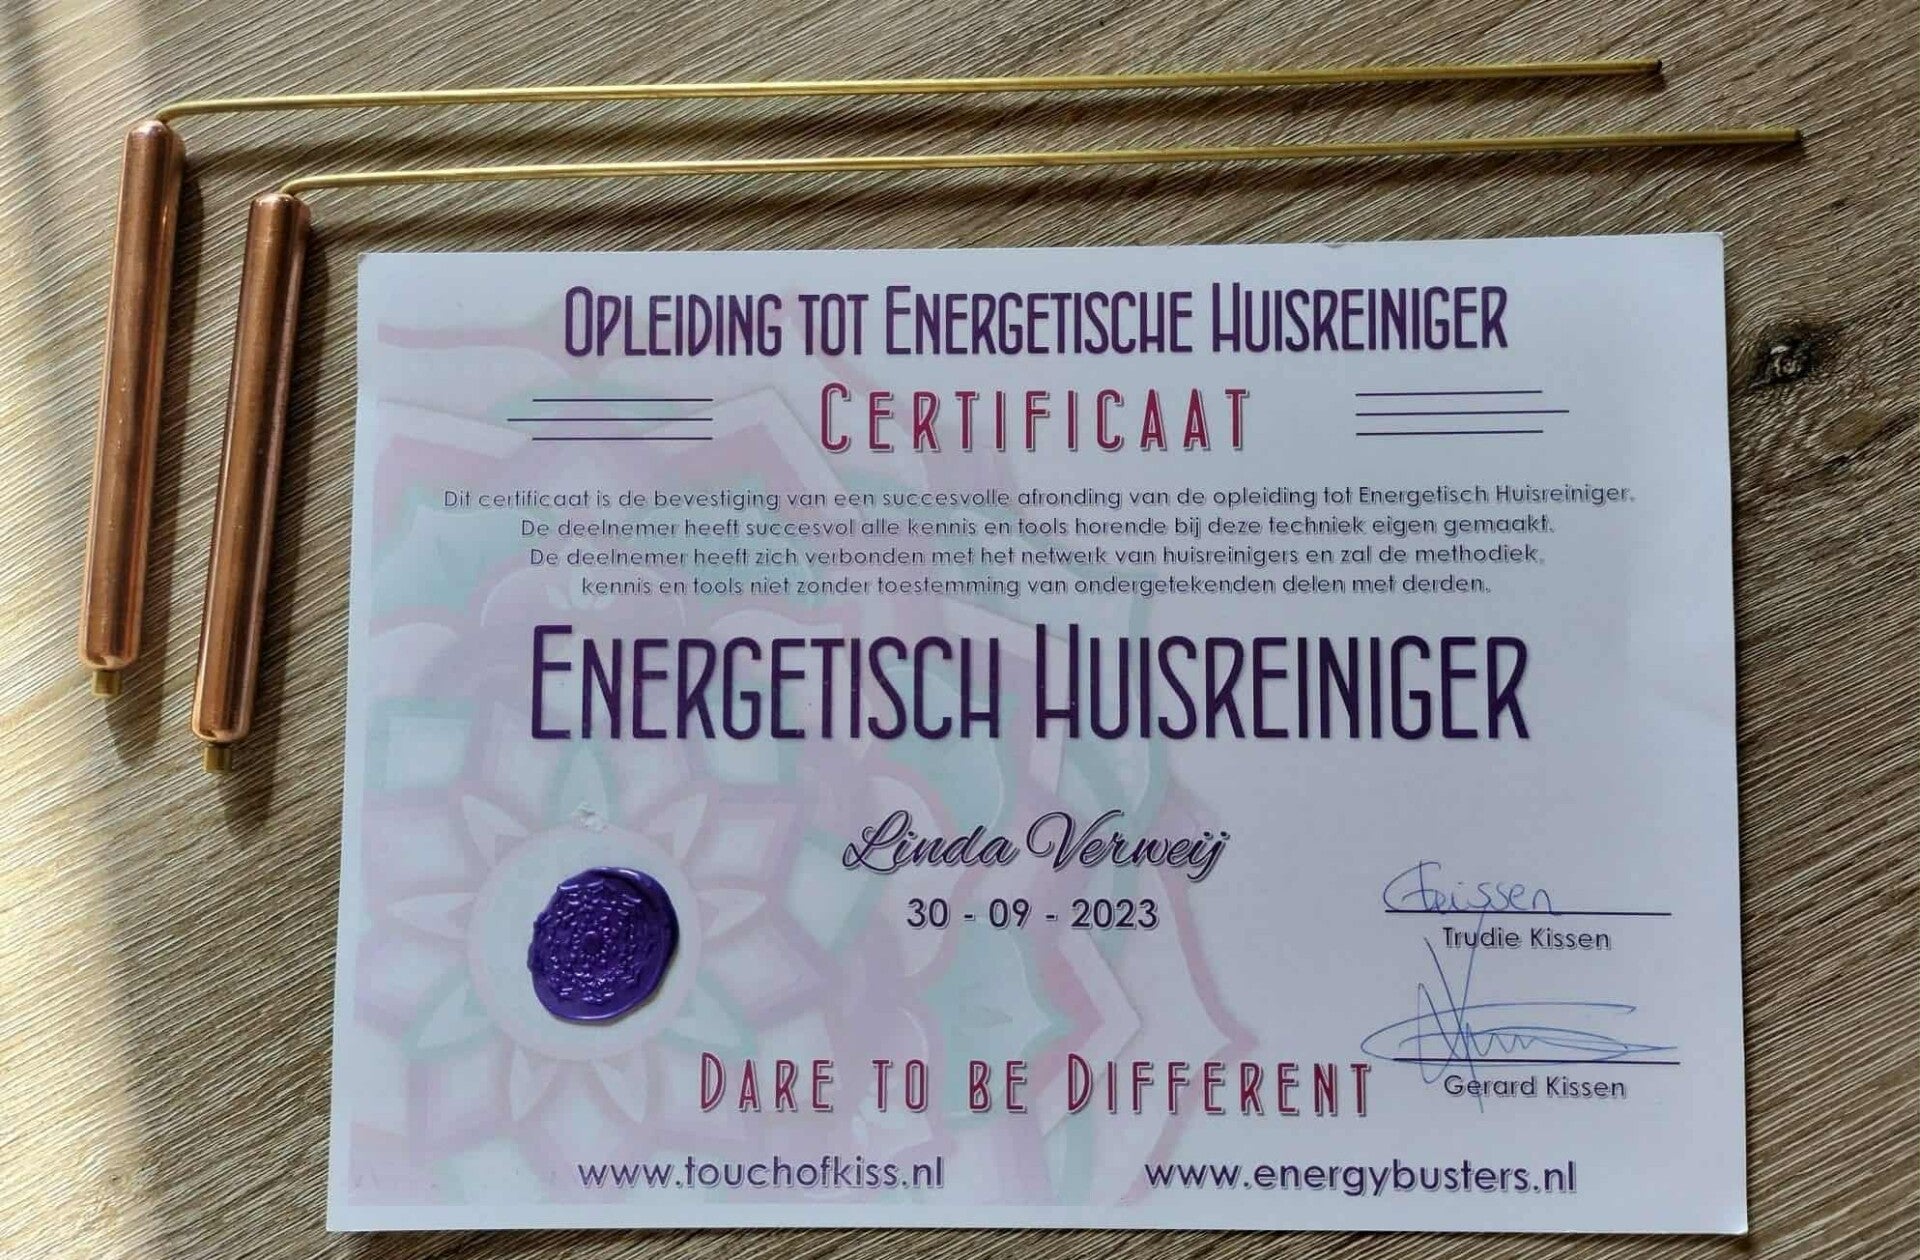 Opleiding tot Energetische Huisreiniger
Certificaat
Dit certificaat is de bevestiging van een succesvolle afronding van de opleiding tot Energetisch Huisreiniger.
De deelnemer heeft succesvol alle kennis en tools horende bij deze techniek eigen gemaakt.
De deelnemer heeft zich verbonden met het netwerk van huisreinigers en zal de methodiek,
kennis en tools niet zonder toestemming van ondergetekenden delen met derden.
Energetisch Huisreiniger
Linda Verweij
30 - 09 - 2023
Trudie Kissen
Gerard Kissen
Dare to be Different
www.touchofkiss.nl
www.energybusters.nl